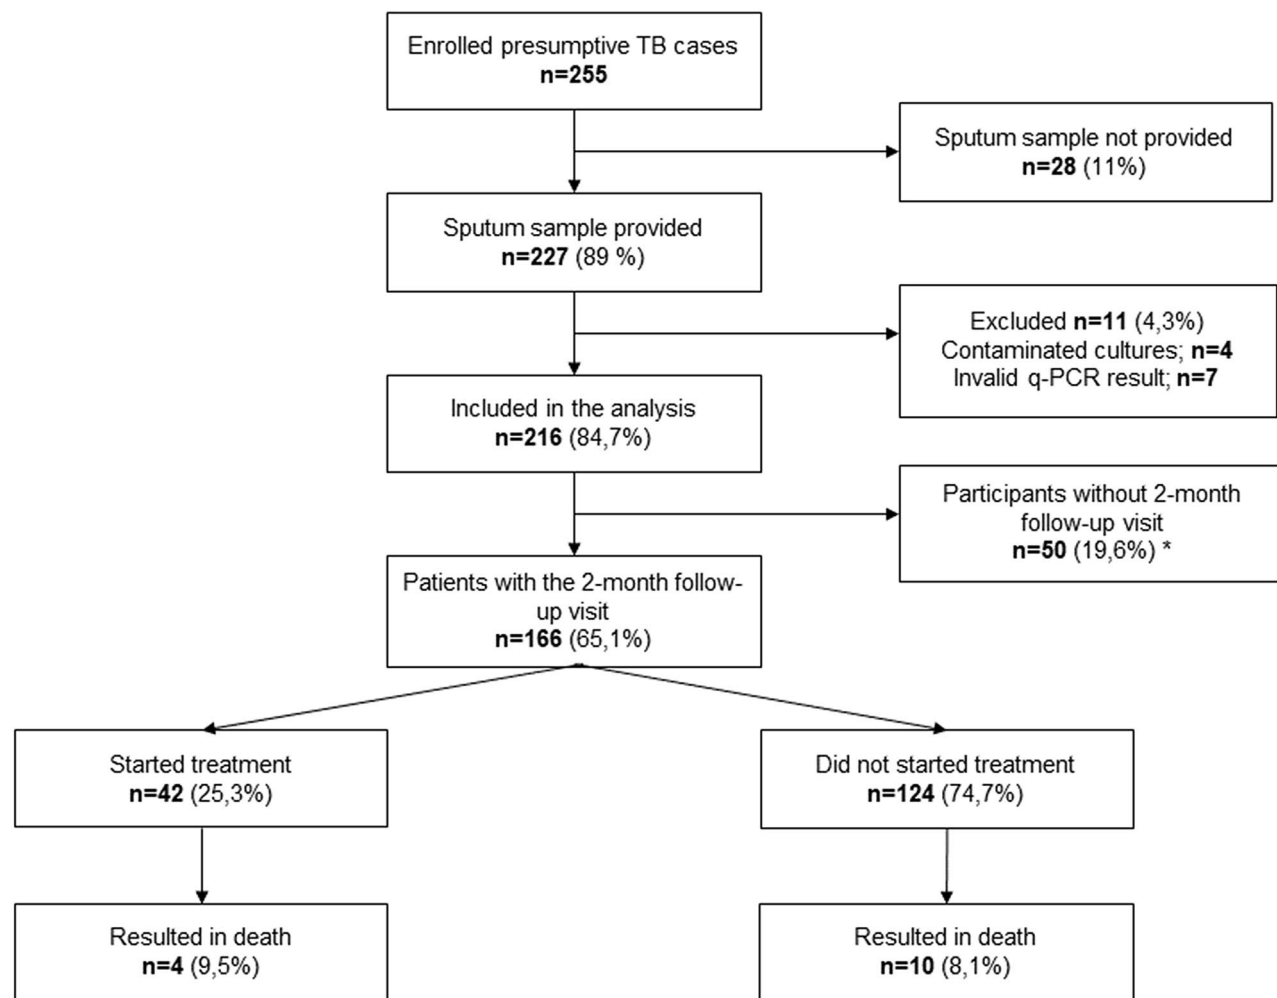 Enrolled presumptive TB cases
n=255
Sputum sample not provided
n=28 (11%)
Sputum sample provided
n=227 (89 %)
Excluded n=11 (4,3%)
Contaminated cultures; n=4
Invalid q-PCR result; n=7
Included in the analysis
n=216 (84,7%)
Participants without 2-month
follow-up visit
n=50 (19,6%) *
Patients with the 2-month follow-
up visit
n=166 (65,1%)
Started treatment
n=42 (25,3%)
Did not started treatment
n=124 (74,7%)
Resulted in death
n=4 (9,5%)
Resulted in death
n=10 (8,1%)